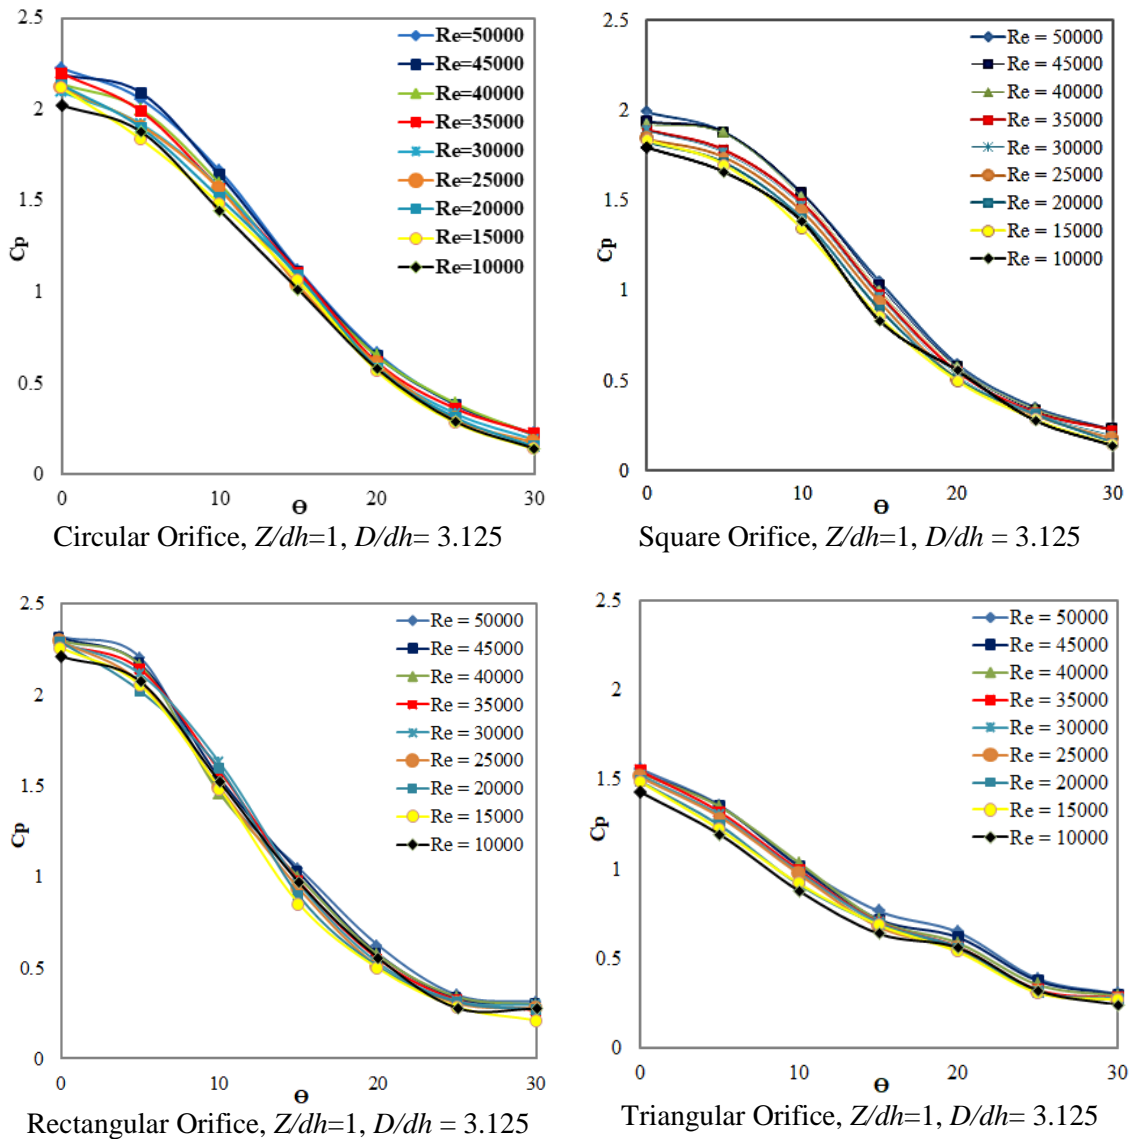 2.5
2
1.5
1
0.5
0
Cp
0
10
20
30
ϴ
Re=50000
Re=45000
Re=40000
Re=35000
Re=30000
Re=25000
Re=20000
Re=15000
Re=10000
Circular Orifice, Z/dh=1, D/dh= 3.125
2.5
2
1.5
1
0.5
0
Cp
0
10
20
30
ϴ
Re = 50000
Re = 45000
Re = 40000
Re = 35000
Re = 30000
Re = 25000
Re = 20000
Re = 15000
Re = 10000
Square Orifice, Z/dh=1, D/dh = 3.125
2.5
2
1.5
1
0.5
0
Cp
0
10
20
30
ϴ
Re = 50000
Re = 45000
Re = 40000
Re = 35000
Re = 30000
Re = 25000
Re = 20000
Re = 15000
Re = 10000
Rectangular Orifice, Z/dh=1, D/dh = 3.125
2.5
2
1.5
1
0.5
0
Cp
0
10
20
30
ϴ
Re = 50000
Re = 45000
Re = 40000
Re = 35000
Re = 30000
Re = 25000
Re = 20000
Re = 15000
Re = 10000
Triangular Orifice, Z/dh=1, D/dh= 3.125